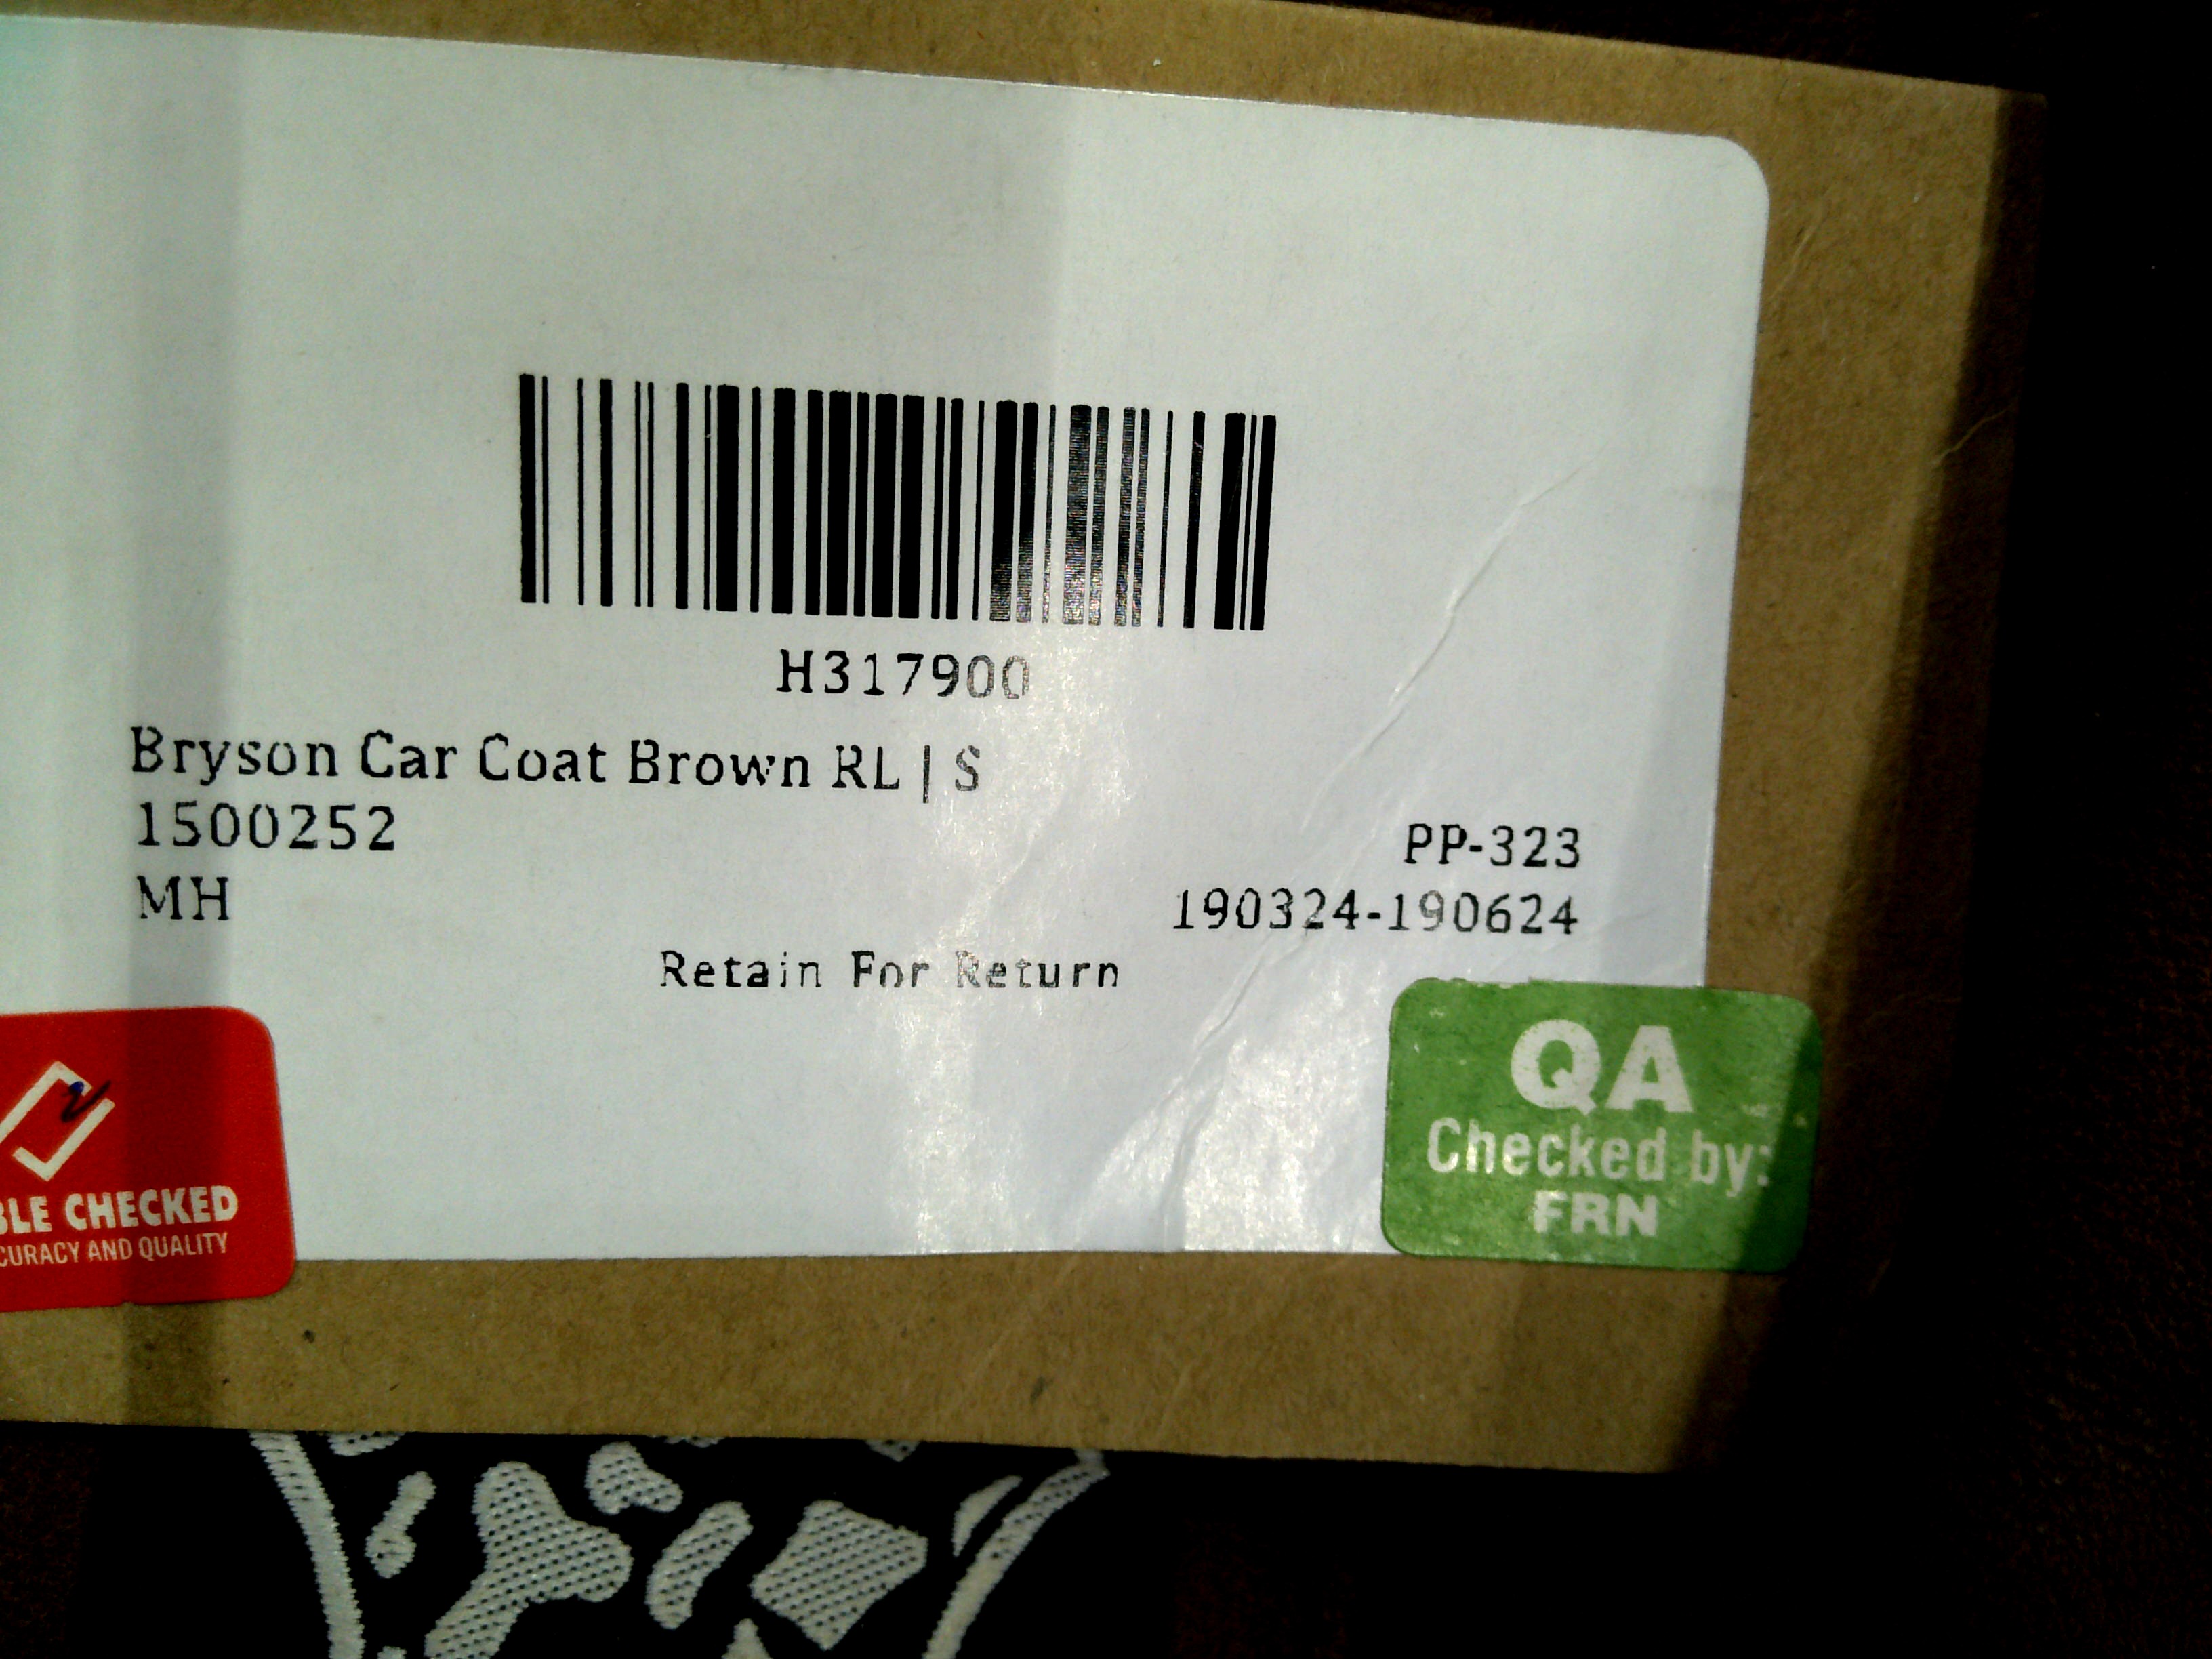 H317900
Bryson Car Coat Brown RL | S
1500252
PP-323
MH
190324-190624
Retain For Return
QA
Checked by:
FRN
BLE CHECKED
CURACY AND QUALITY